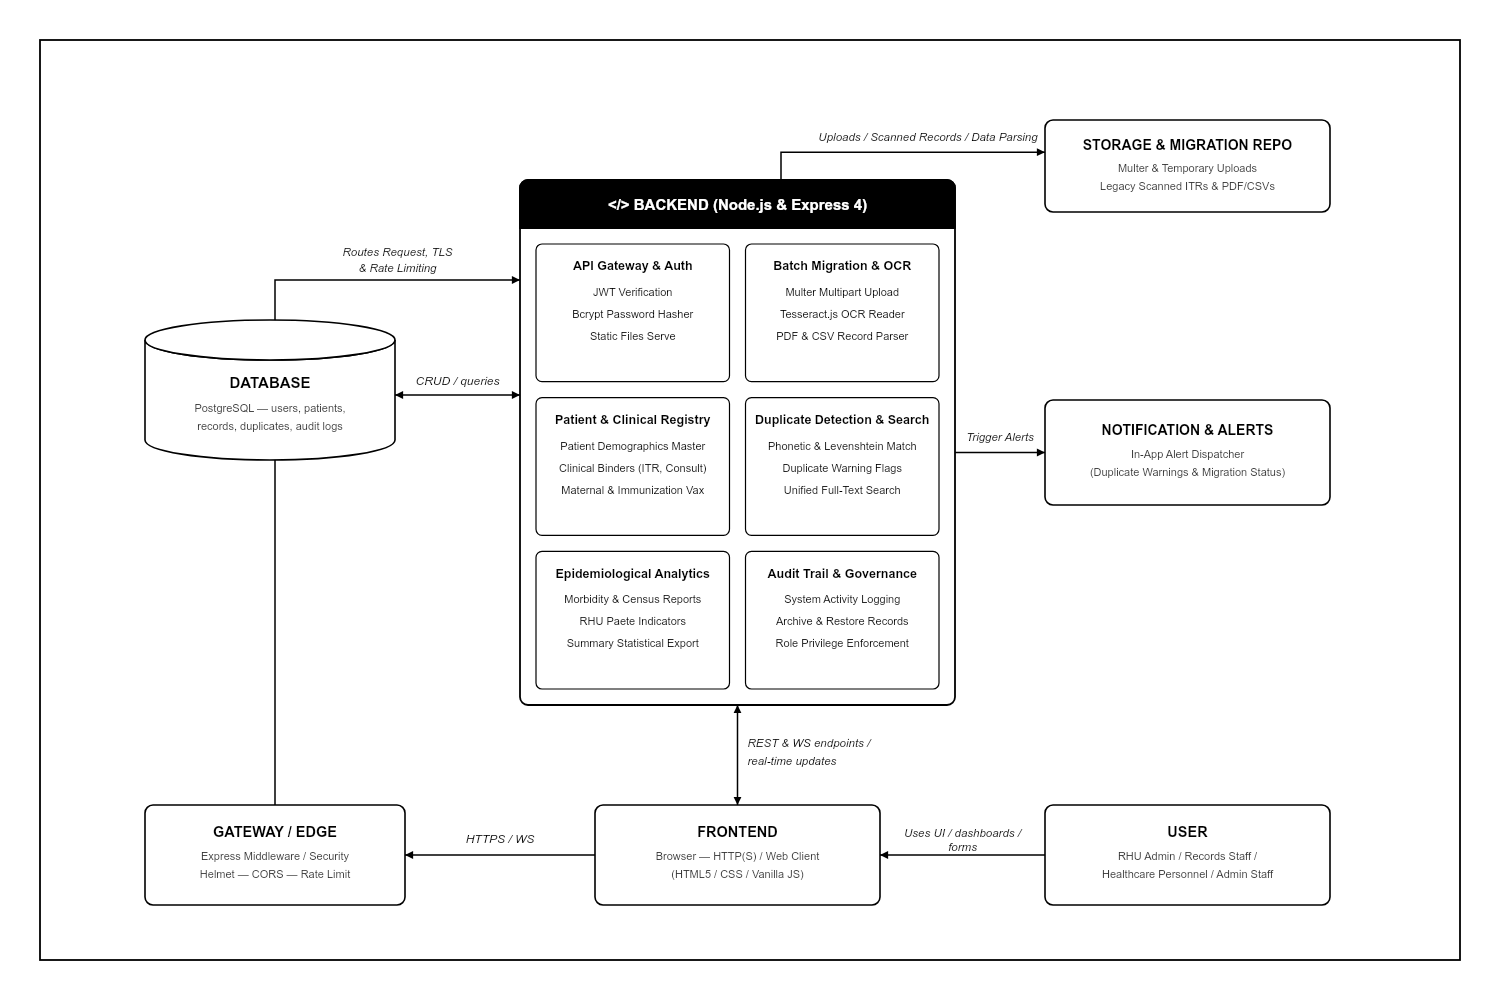 Uploads / Scanned Records / Data Parsing
STORAGE & MIGRATION REPO
Multer & Temporary Uploads
Legacy Scanned ITRs & PDF/CSVs
</> BACKEND (Node.js & Express 4)
Routes Request, TLS
& Rate Limiting
API Gateway & Auth
JWT Verification
Bcrypt Password Hasher
Static Files Serve
Batch Migration & OCR
Multer Multipart Upload
Tesseract.js OCR Reader
PDF & CSV Record Parser
DATABASE
PostgreSQL — users, patients,
records, duplicates, audit logs
CRUD / queries
Patient & Clinical Registry
Patient Demographics Master
Clinical Binders (ITR, Consult)
Maternal & Immunization Vax
Duplicate Detection & Search
Phonetic & Levenshtein Match
Duplicate Warning Flags
Unified Full-Text Search
Trigger Alerts
NOTIFICATION & ALERTS
In-App Alert Dispatcher
(Duplicate Warnings & Migration Status)
Epidemiological Analytics
Morbidity & Census Reports
RHU Paete Indicators
Summary Statistical Export
Audit Trail & Governance
System Activity Logging
Archive & Restore Records
Role Privilege Enforcement
REST & WS endpoints /
real-time updates
GATEWAY / EDGE
Express Middleware / Security
Helmet — CORS — Rate Limit
HTTPS / WS
FRONTEND
Browser — HTTP(S) / Web Client
(HTML5 / CSS / Vanilla JS)
Uses UI / dashboards /
forms
USER
RHU Admin / Records Staff /
Healthcare Personnel / Admin Staff